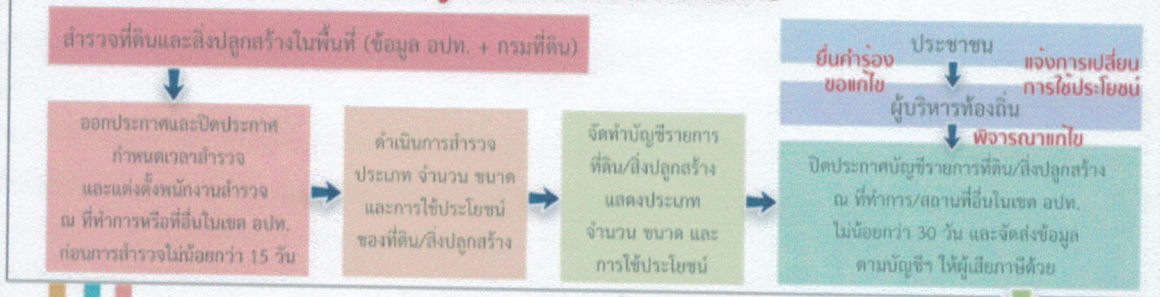 สำรวจที่ดินและสิ่งปลูกสร้างในพื้นที่ (ข้อมูล อปท. + กรมที่ดิน)
ออกประกาศและปิดประกาศ
กำหนดเวลาสำรวจ
และแต่งตั้งพนักงานสำรวจ
ณ ที่ทำการหรือที่อื่นในเขต อปท.
ก่อนการสำรวจไม่น้อยกว่า 15 วัน
ดำเนินการสำรวจ
ประเภท จำนวน ขนาด
และการใช้ประโยชน์
ของที่ดิน/สิ่งปลูกสร้าง
จัดทำบัญชีรายการ
ที่ดิน/สิ่งปลูกสร้าง
แสดงประเภท
จำนวน ขนาด และ
การใช้ประโยชน์
ประชาชน
ยื่นคำร้อง
ขอแก้ไข
แจ้งการเปลี่ยน
การใช้ประโยชน์
ผู้บริหารท้องถิ่น
พิจารณาแก้ไข
ปิดประกาศบัญชีรายการที่ดิน/สิ่งปลูกสร้าง
ณ ที่ทำการ/สถานที่อื่นในเขต อปท.
ไม่น้อยกว่า 30 วัน และจัดส่งข้อมูล
ตามบัญชีฯ ให้ผู้เสียภาษีด้วย